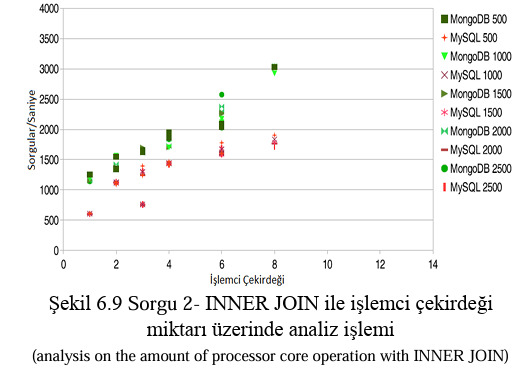 4000
3500
3000
2500
2000
1500
1000
500
0
Sorgular/Saniye
0
2
4
6
8
10
12
14
İşlemci Çekirdeği
MongoDB 500
MySQL 500
MongoDB 1000
MySQL 1000
MongoDB 1500
MySQL 1500
MongoDB 2000
MySQL 2000
MongoDB 2500
MySQL 2500
Şekil 6.9 Sorgu 2- INNER JOIN ile işlemci çekirdeği
miktarı üzerinde analiz işlemi
(analysis on the amount of processor core operation with INNER JOIN)